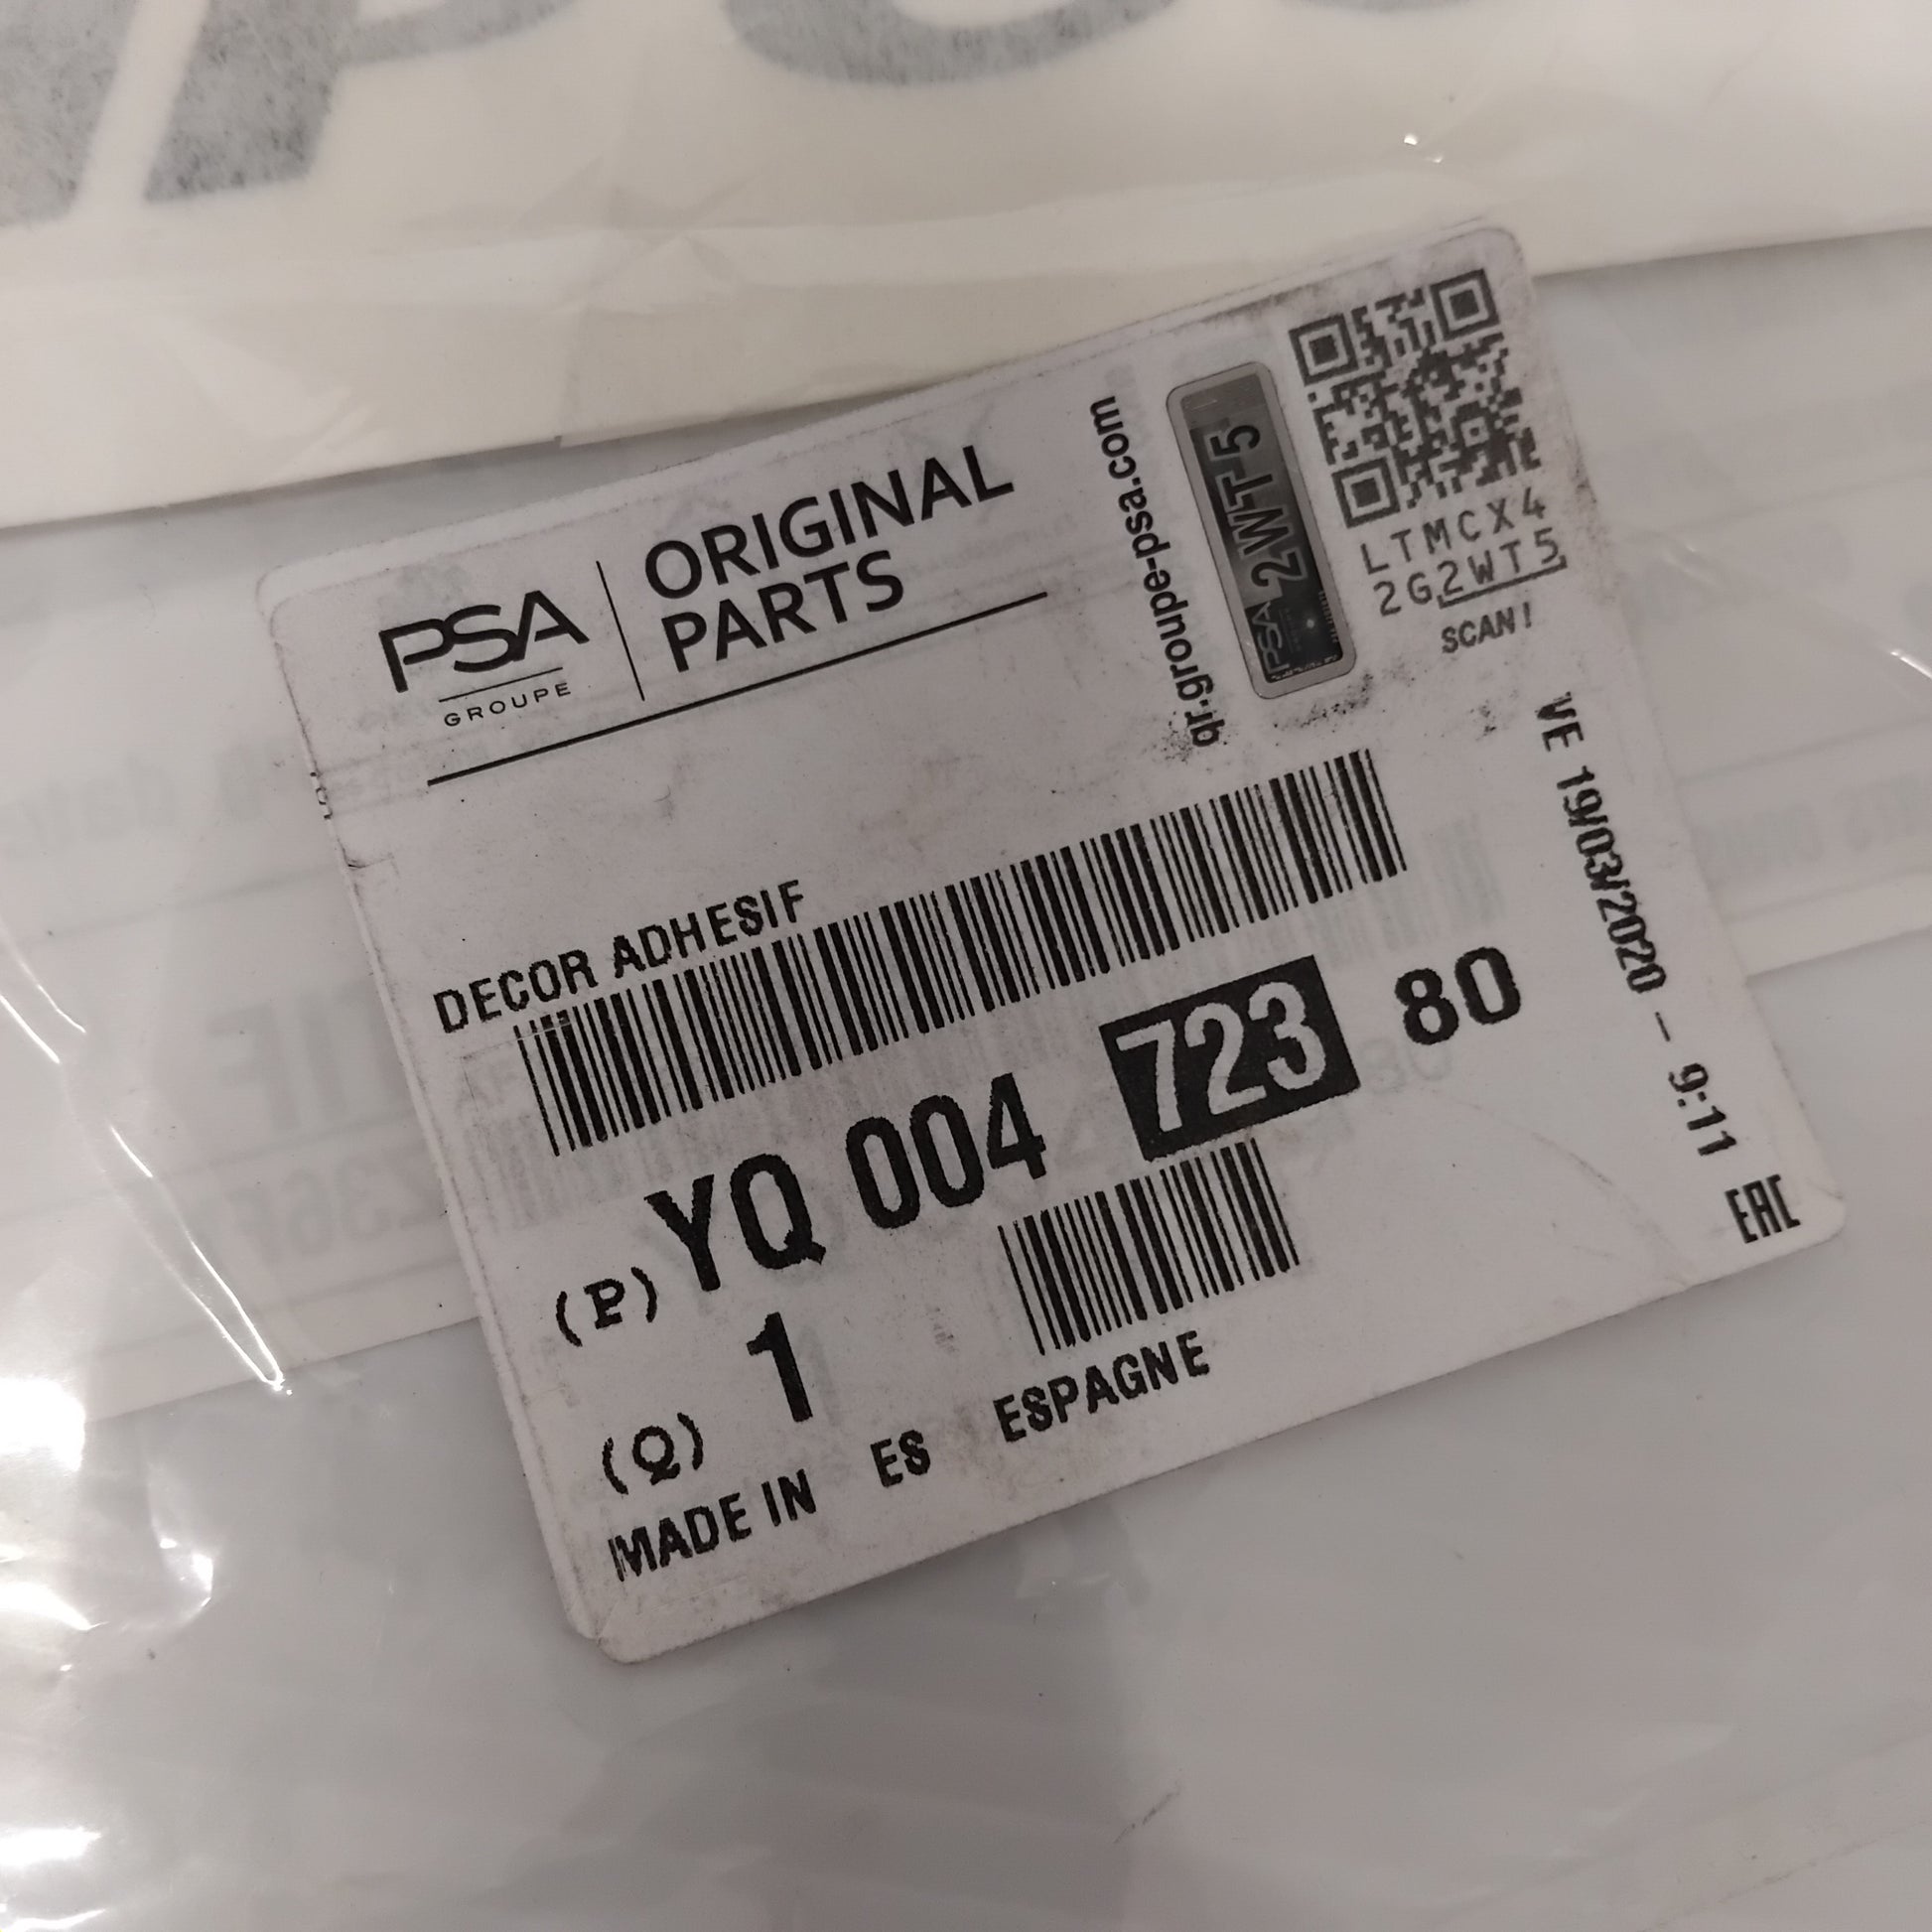 PSA
GROUPE
ORIGINAL
PARTS
qr.groupe-psa.com
PSA 2WT5
LTMCX4
2G2WT5
SCAN!
VE 19/03/2020 - 9:11
EAC
DECOR ADHESIF
(P) YQ 004 723 80
(Q) 1
MADE IN ES ESPAGNE